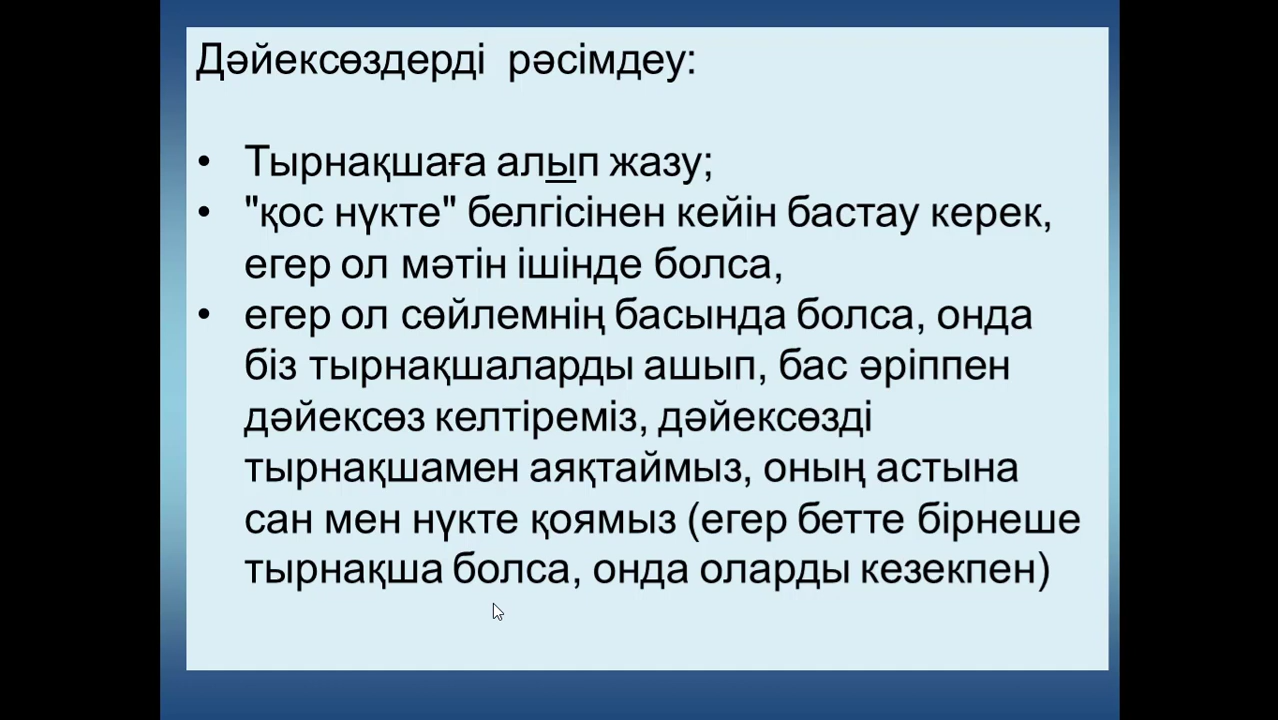 Дәйексөздерді рәсімдеу:
• Тырнақшаға алып жазу;
• "қос нүкте" белгісінен кейін бастау керек,
егер ол мәтін ішінде болса,
• егер ол сөйлемнің басында болса, онда
біз тырнақшаларды ашып, бас әріппен
дәйексөз келтіреміз, дәйексөзді
тырнақшамен аяқтаймыз, оның астына
сан мен нүкте қоямыз (егер бетте бірнеше
тырнақша болса, онда оларды кезекпен)